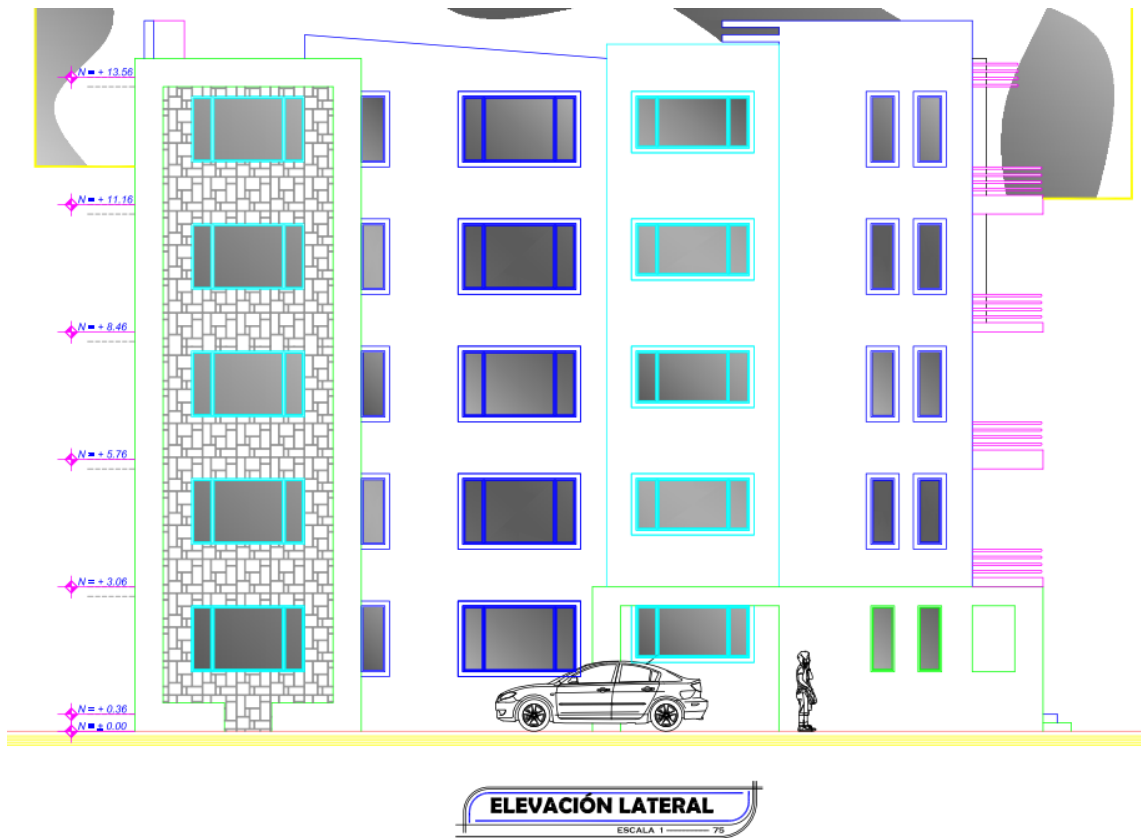 N = + 13.56
N = + 11.16
N = + 8.46
N = + 5.76
N = + 3.06
N = + 0.36
N = ± 0.00
ELEVACIÓN LATERAL
ESCALA 1 ——— 75